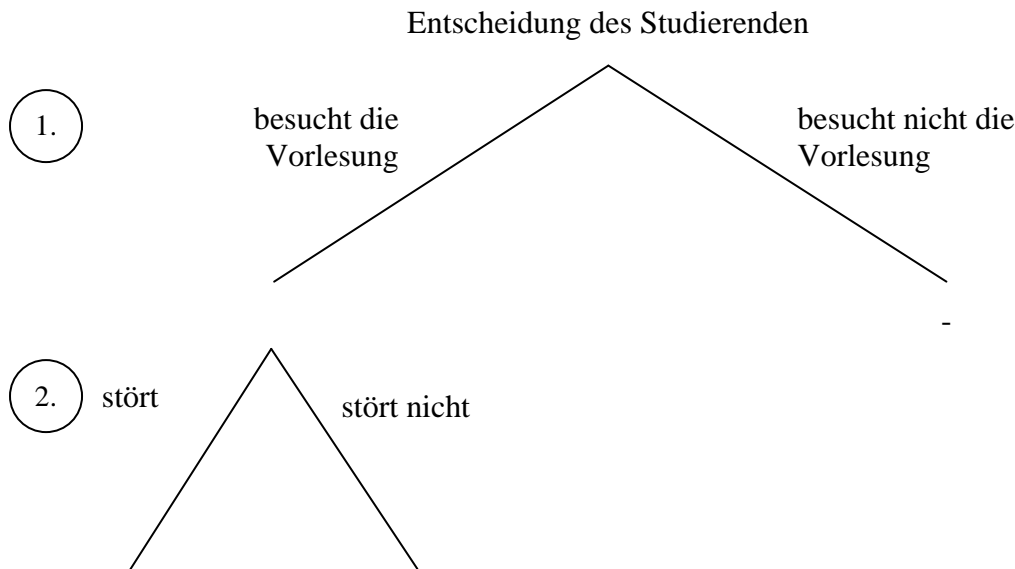 Entscheidung des Studierenden
1.
besucht die
Vorlesung
besucht nicht die
Vorlesung
-
2.
stört
stört nicht